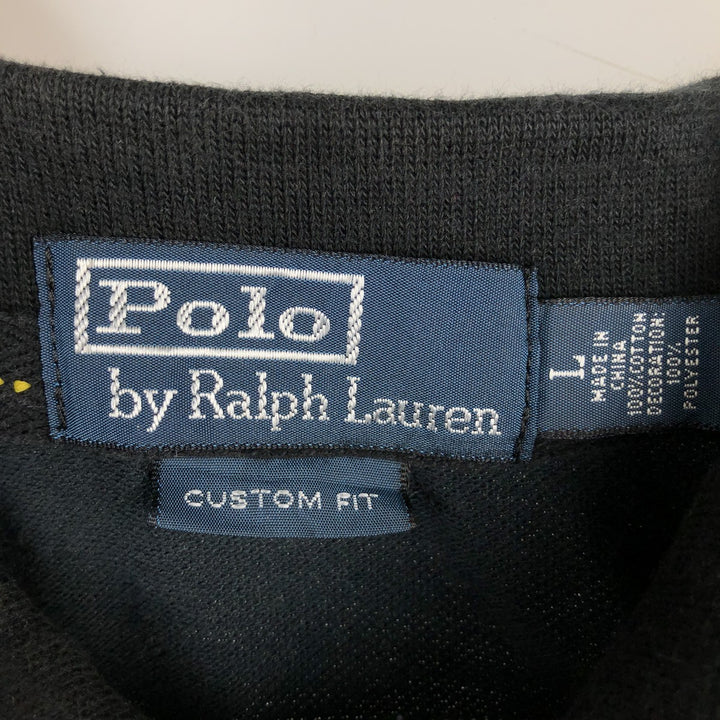 Polo
by Ralph Lauren
CUSTOM FIT
L
MADE IN
CHINA
100%COTTON
DECORATION:
100%
POLYESTER